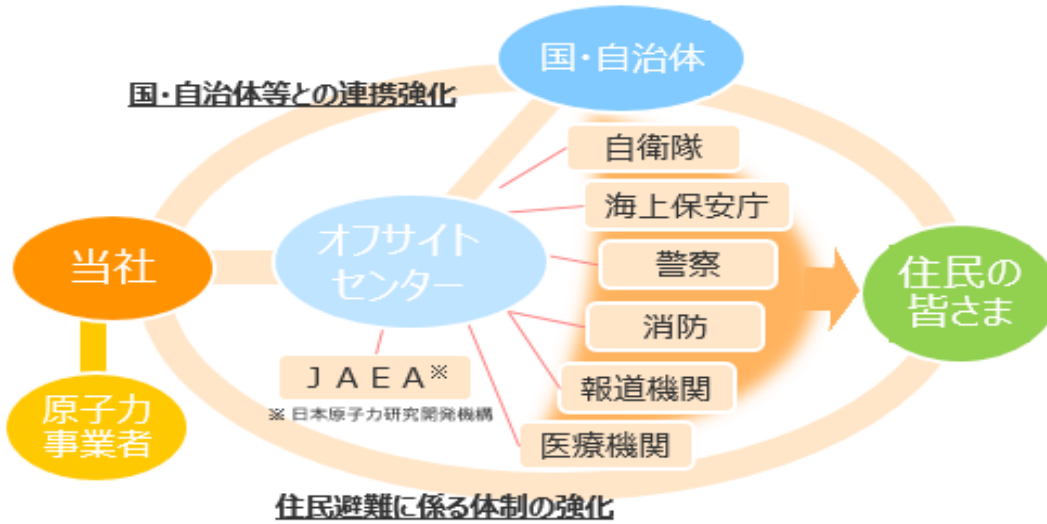 国・自治体
国・自治体等との連携強化
自衛隊
海上保安庁
オフサイト
センター
当社
警察
住民の
皆さま
消防
ＪＡＥＡ※
※ 日本原子力研究開発機構
報道機関
原子力
事業者
医療機関
住民避難に係る体制の強化